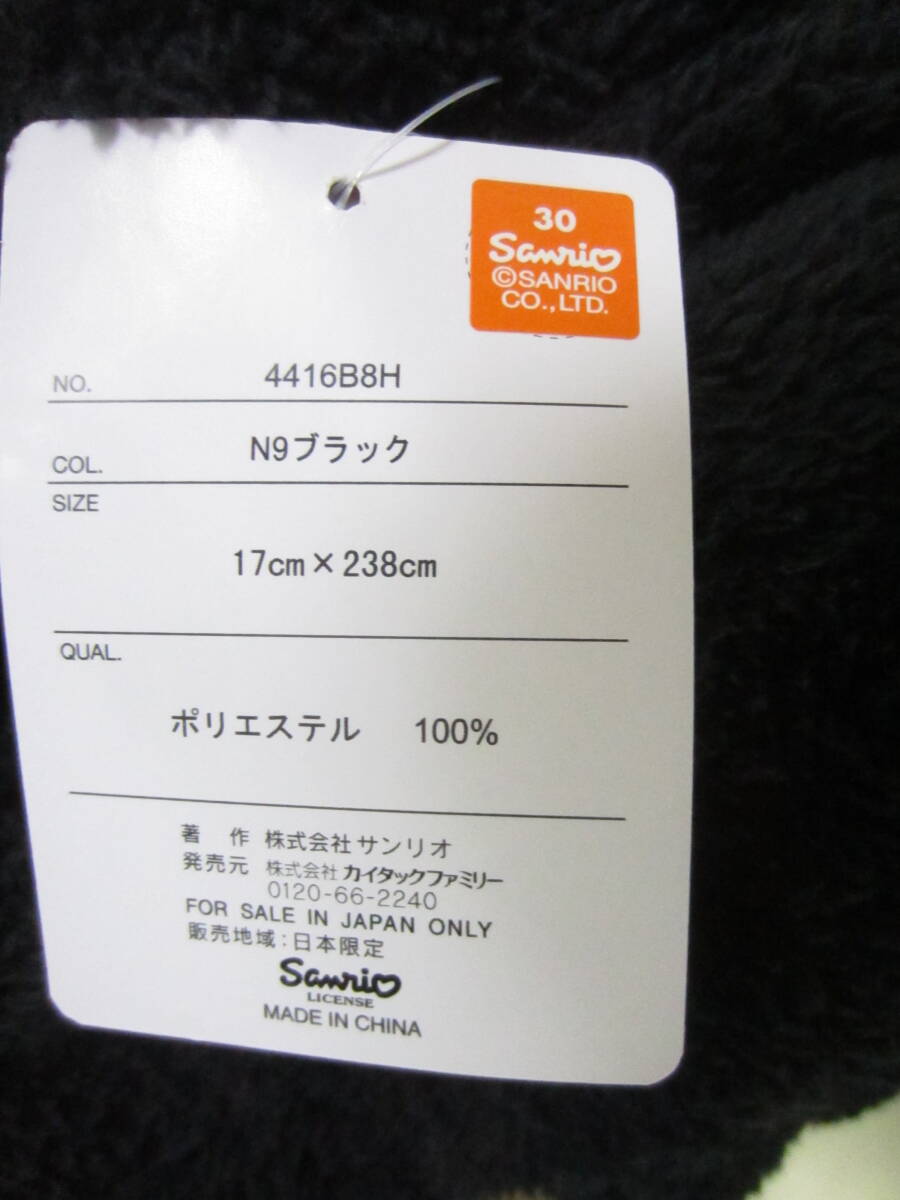 30
Sanrio
©SANRIO
CO.,LTD.
NO. 4416B8H
COL. N9ブラック
SIZE
17cm×238cm
QUAL.
ポリエステル 100%
著 作 株式会社サンリオ
発売元 株式会社カイタックファミリー
0120-66-2240
FOR SALE IN JAPAN ONLY
販売地域:日本限定
Sanrio
LICENSE
MADE IN CHINA